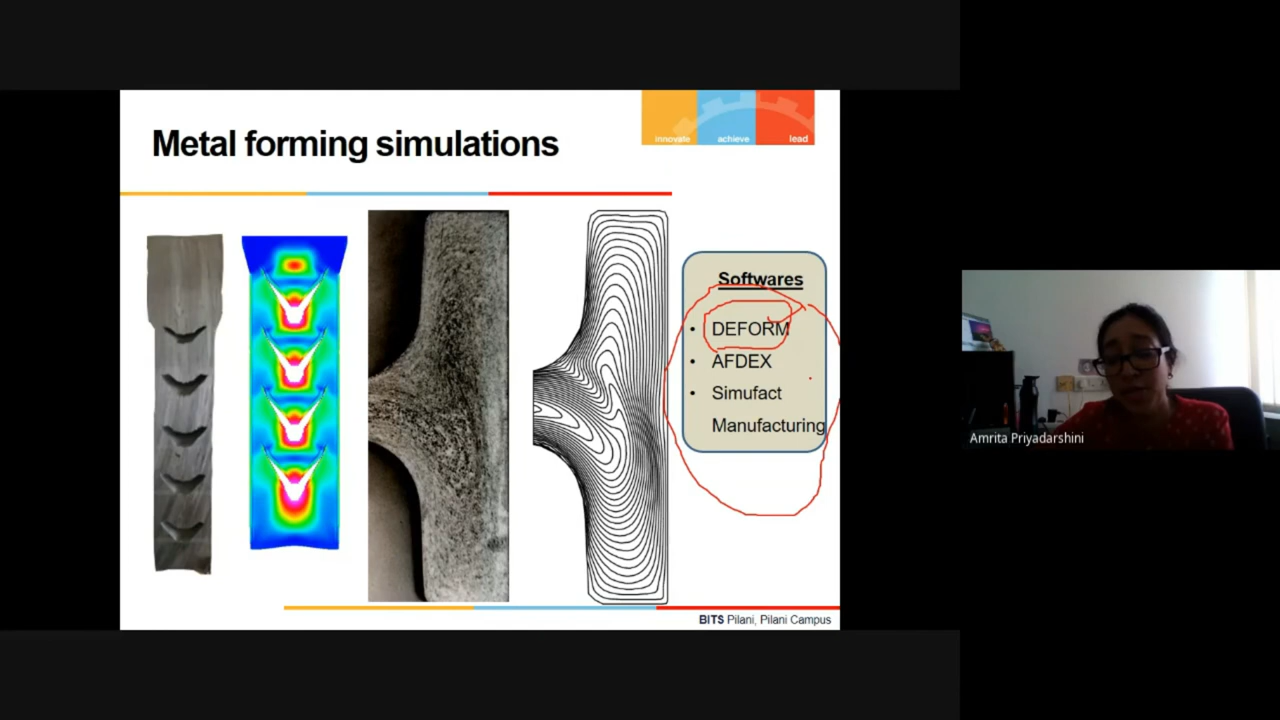 Metal forming simulations
innovate achieve lead
Softwares
• DEFORM
• AFDEX
• Simufact
Manufacturing
BITS Pilani, Pilani Campus
Amrita Priyadarshini